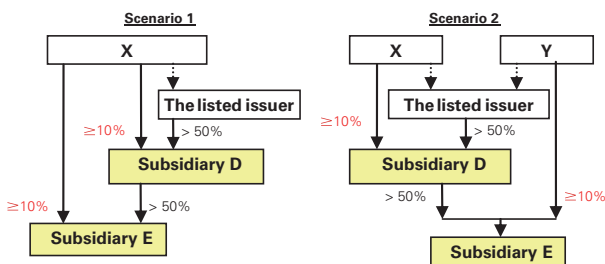 Scenario 1
X
The listed issuer
≧10%
> 50%
Subsidiary D
≧10%
> 50%
Subsidiary E
Scenario 2
X
Y
The listed issuer
≧10%
> 50%
Subsidiary D
> 50%
≧10%
Subsidiary E